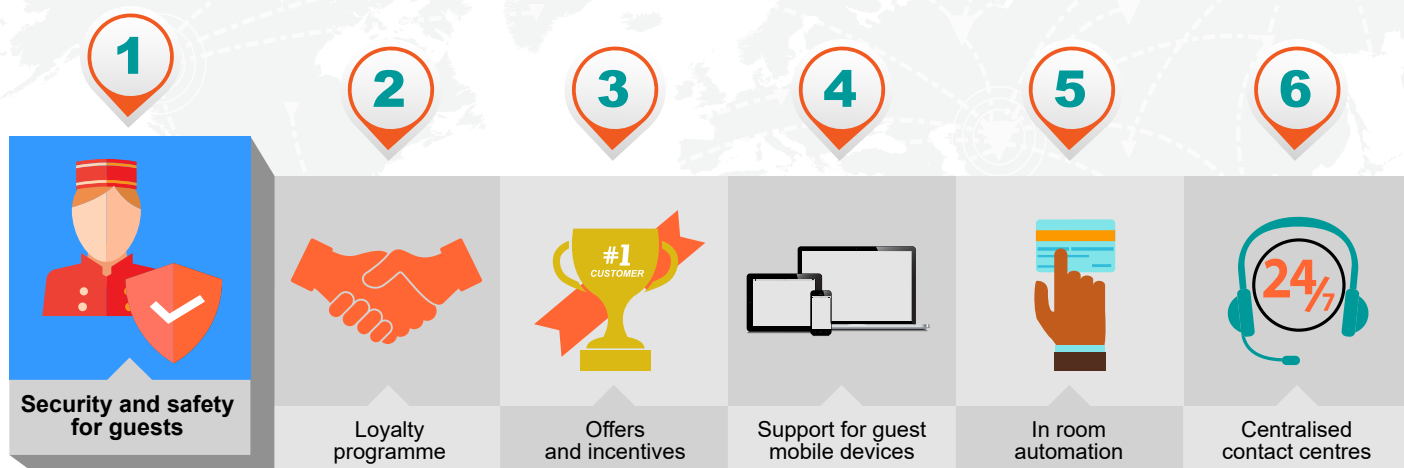 1
2
3
4
5
6
#1
CUSTOMER
24/7
Security and safety
for guests
Loyalty
programme
Offers
and incentives
Support for guest
mobile devices
In room
automation
Centralised
contact centres